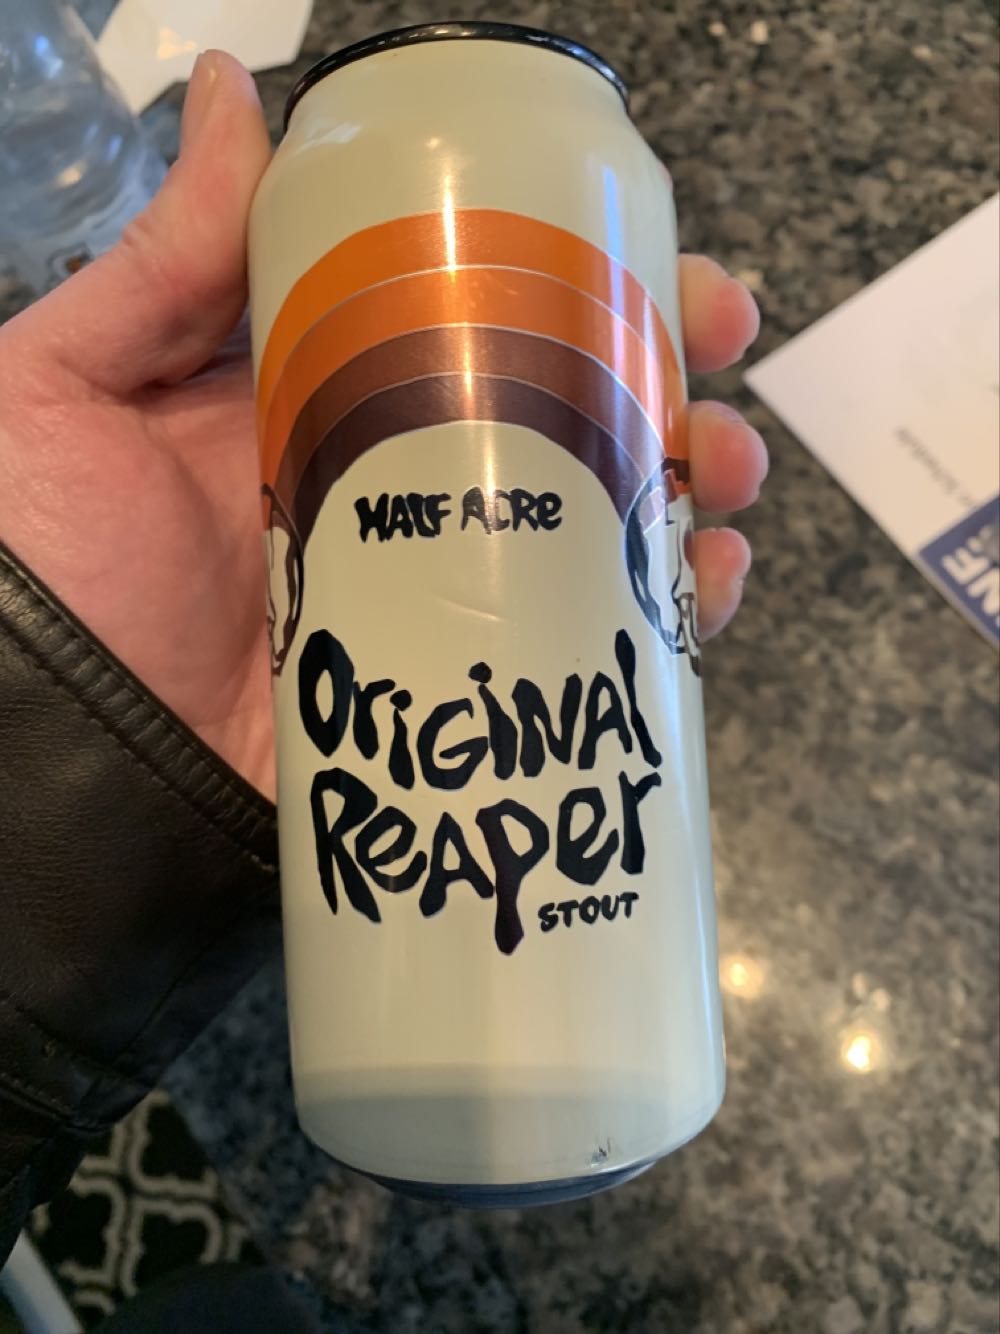 HALF ACRe
OriGiNAl
ReAper
STOUT